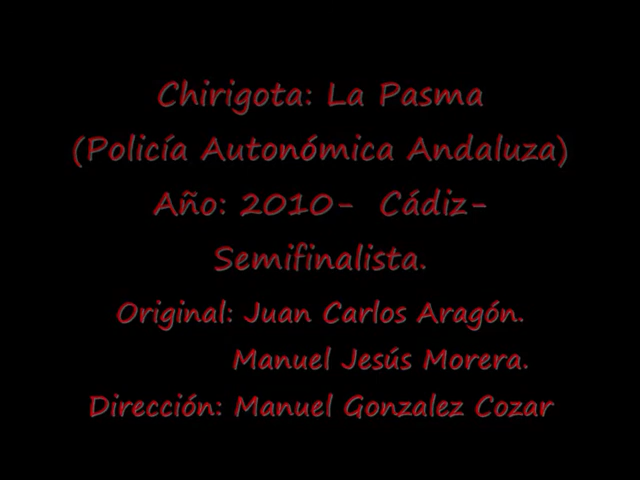 Chirigota: La Pasma
(Policía Autonómica Andaluza)
Año: 2010- Cádiz-
Semifinalista.
Original: Juan Carlos Aragón.
Manuel Jesús Morera.
Dirección: Manuel Gonzalez Cozar